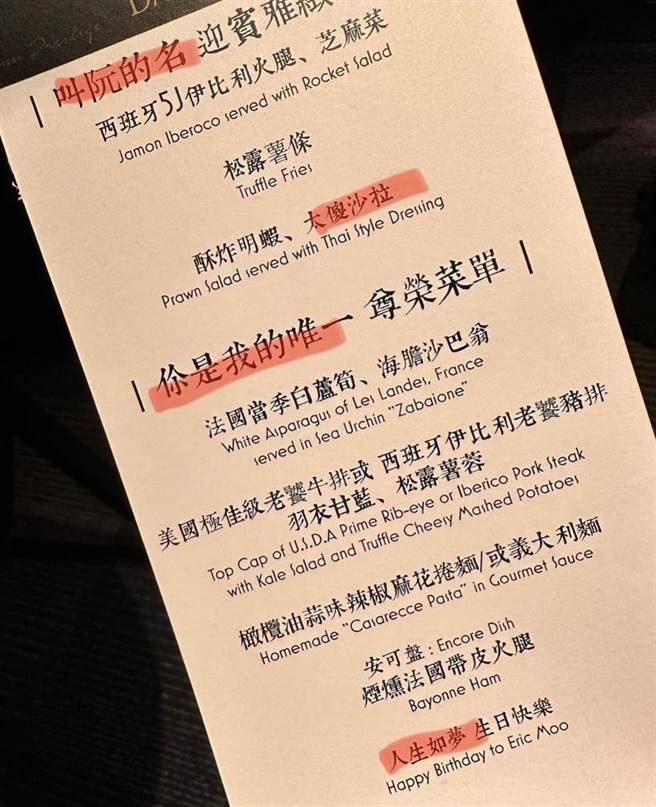 | 叫阮的名 迎賓雅緻
西班牙5J伊比利火腿、芝麻菜
Jamon Iberoco served with Rocket Salad
松露薯條
Truffle Fries
酥炸明蝦、太傻沙拉
Prawn Salad served with Thai Style Dressing
| 你是我的唯一 尊榮菜單 |
法國當季白蘆筍、海膽沙巴翁
White Asparagus of Les Landes, France
served in Sea Urchin "Zabaione"
美國極佳級老饕牛排或 西班牙伊比利老饕豬排
羽衣甘藍、松露薯蓉
Top Cap of U.S.D.A Prime Rib-eye or Iberico Pork Steak
with Kale Salad and Truffle Cheesy Mashed Potatoes
橄欖油蒜味辣椒麻花捲麵/或義大利麵
Homemade "Casarecce Pasta" in Gourmet Sauce
安可盤 : Encore Dish
煙燻法國帶皮火腿
Bayonne Ham
人生如夢 生日快樂
Happy Birthday to Eric Moo